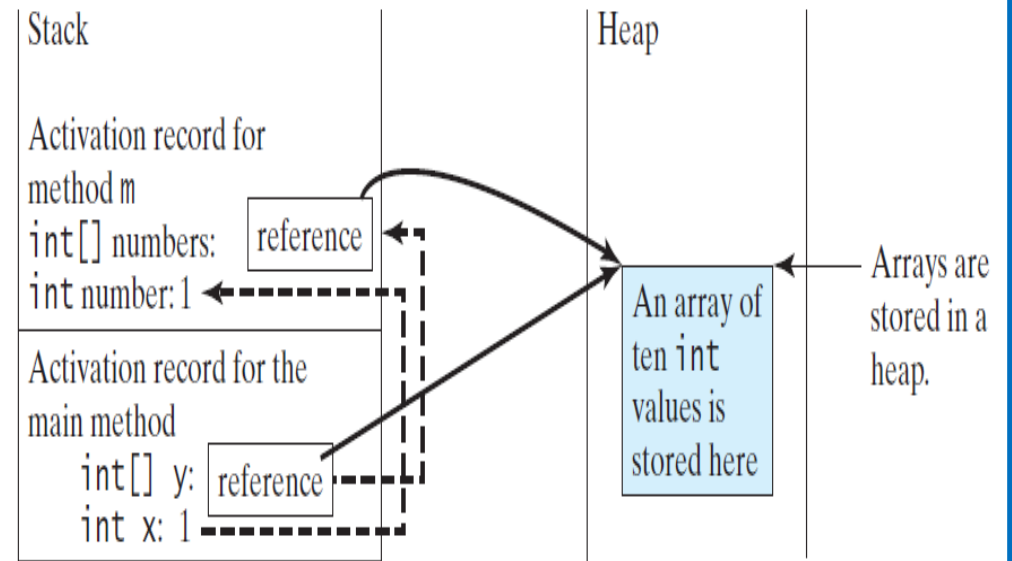 Stack
Activation record for
method m
int[] numbers: reference
int number: 1
Activation record for the
main method
int[] y: reference
int x: 1
Heap
An array of
ten int
values is
stored here
Arrays are
stored in a
heap.